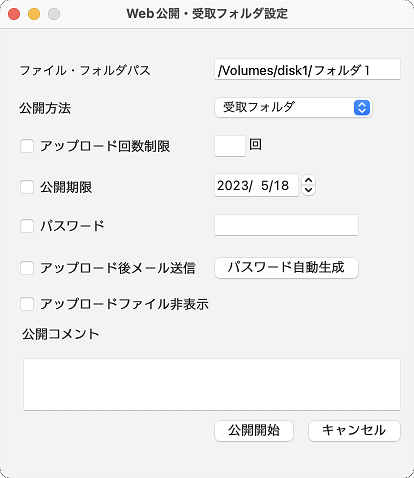 Web公開・受取フォルダ設定
ファイル・フォルダパス /Volumes/disk1/フォルダ1
公開方法 受取フォルダ
アップロード回数制限 回
公開期限 2023/ 5/18
パスワード
アップロード後メール送信 パスワード自動生成
アップロードファイル非表示
公開コメント
公開開始 キャンセル